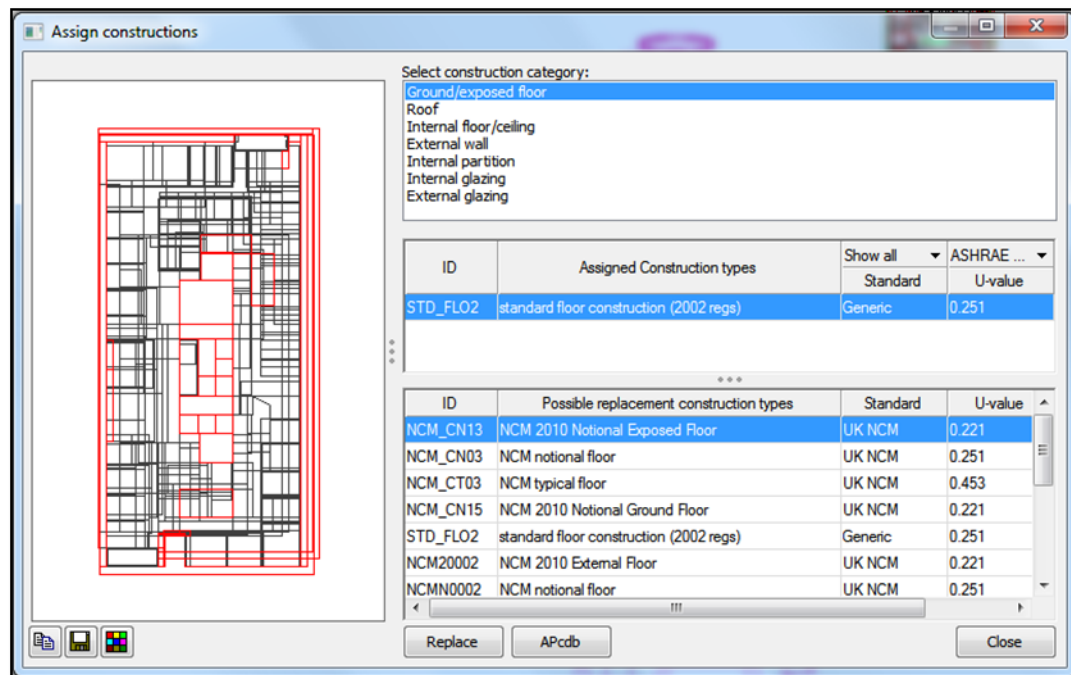 Assign constructions
Select construction category:
Ground/exposed floor
Roof
Internal floor/ceiling
External wall
Internal partition
Internal glazing
External glazing
ID Assigned Construction types Show all ASHRAE ...
Standard U-value
STD_FLO2 standard floor construction (2002 regs) Generic 0.251
ID Possible replacement construction types Standard U-value
NCM_CN13 NCM 2010 Notional Exposed Floor UK NCM 0.221
NCM_CN03 NCM notional floor UK NCM 0.251
NCM_CT03 NCM typical floor UK NCM 0.453
NCM_CN15 NCM 2010 Notional Ground Floor UK NCM 0.221
STD_FLO2 standard floor construction (2002 regs) Generic 0.251
NCM20002 NCM 2010 External Floor UK NCM 0.221
NCMN0002 NCM notional floor UK NCM 0.251
Replace APcdb Close